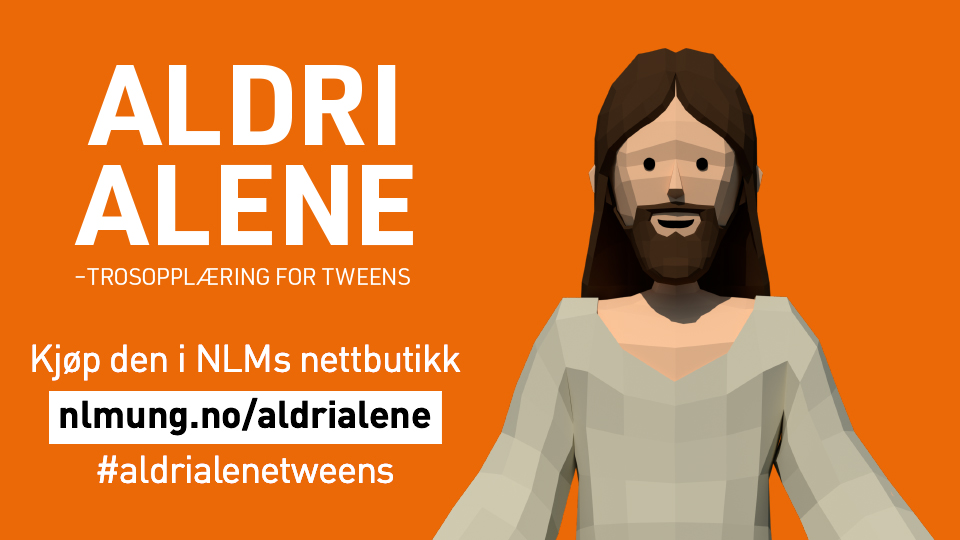 ALDRI
ALENE
–TROSOPPLÆRING FOR TWEENS
Kjøp den i NLMs nettbutikk
nlmung.no/aldrialene
#aldrialenetweens